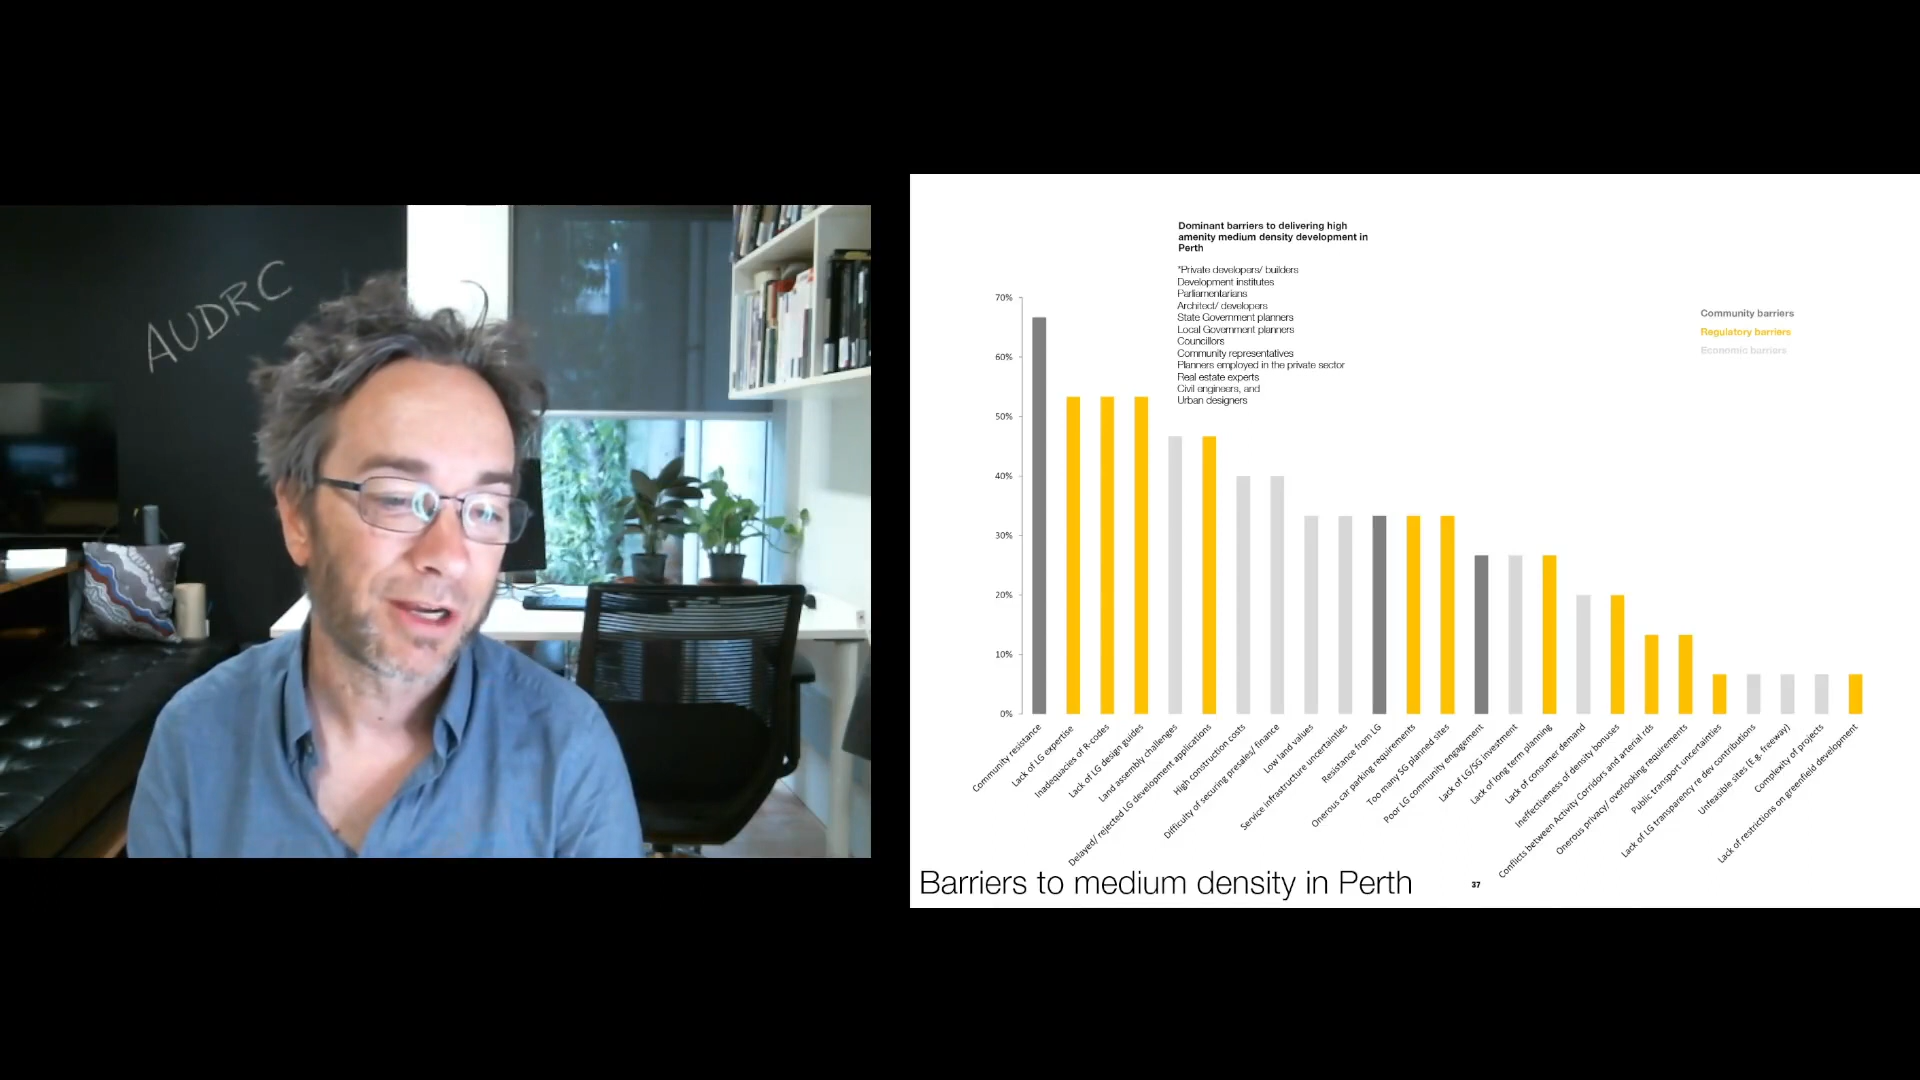 AUDRC
Dominant barriers to delivering high
amenity medium density development in
Perth
*Private developers/ builders
Development institutes
Parliamentarians
Architect/ developers
State Government planners
Local Government planners
Councillors
Community representatives
Planners employed in the private sector
Real estate experts
Civil engineers, and
Urban designers
Community barriers
Regulatory barriers
Economic barriers
70%
60%
50%
40%
30%
20%
10%
0%
Community resistance
Lack of LG expertise
Inadequacies of R-codes
Lack of LG design guides
Land assembly challenges
Delayed/ rejected LG development applications
High construction costs
Difficulty of securing presales/ finance
Low land values
Service infrastructure uncertainties
Resistance from LG
Onerous car parking requirements
Too many SG planned sites
Poor LG community engagement
Lack of LG/SG investment
Lack of long term planning
Lack of consumer demand
Ineffectiveness of density bonuses
Conflicts between Activity Corridors and arterial rds
Onerous privacy/ overlooking requirements
Public transport uncertainties
Lack of LG transparency re dev contributions
Unfeasible sites (E.g. freeway)
Complexity of projects
Lack of restrictions on greenfield development
Barriers to medium density in Perth
37